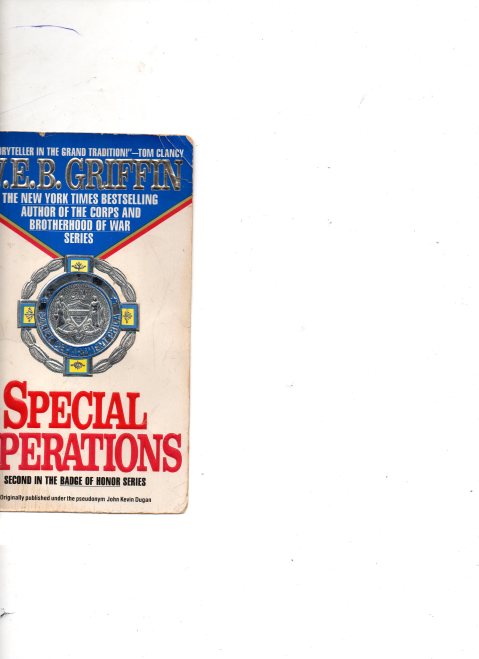 ORYTELLER IN THE GRAND TRADITION!"—TOM CLANCY
.E.B. GRIFFIN
THE NEW YORK TIMES BESTSELLING
AUTHOR OF THE CORPS AND
BROTHERHOOD OF WAR
SERIES
SPECIAL
PERATIONS
SECOND IN THE BADGE OF HONOR SERIES
Originally published under the pseudonym John Kevin Dugan